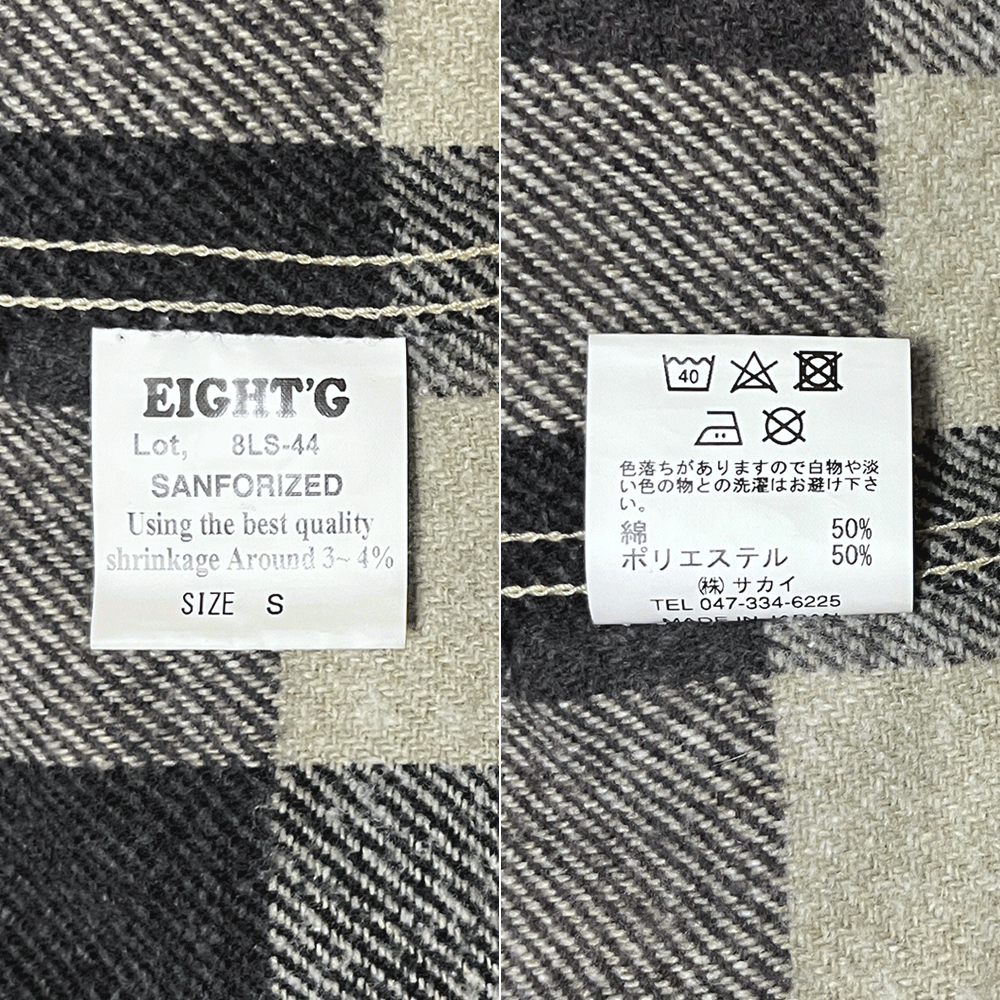 EIGHT'G
Lot, 8LS-44
SANFORIZED
Using the best quality
shrinkage Around 3~4%
SIZE S
40
色落ちがありますので白物や淡
い色の物との洗濯はお避け下さ
い。
綿 50%
ポリエステル 50%
㈱ サカイ
TEL 047-334-6225
MADE IN JAPAN